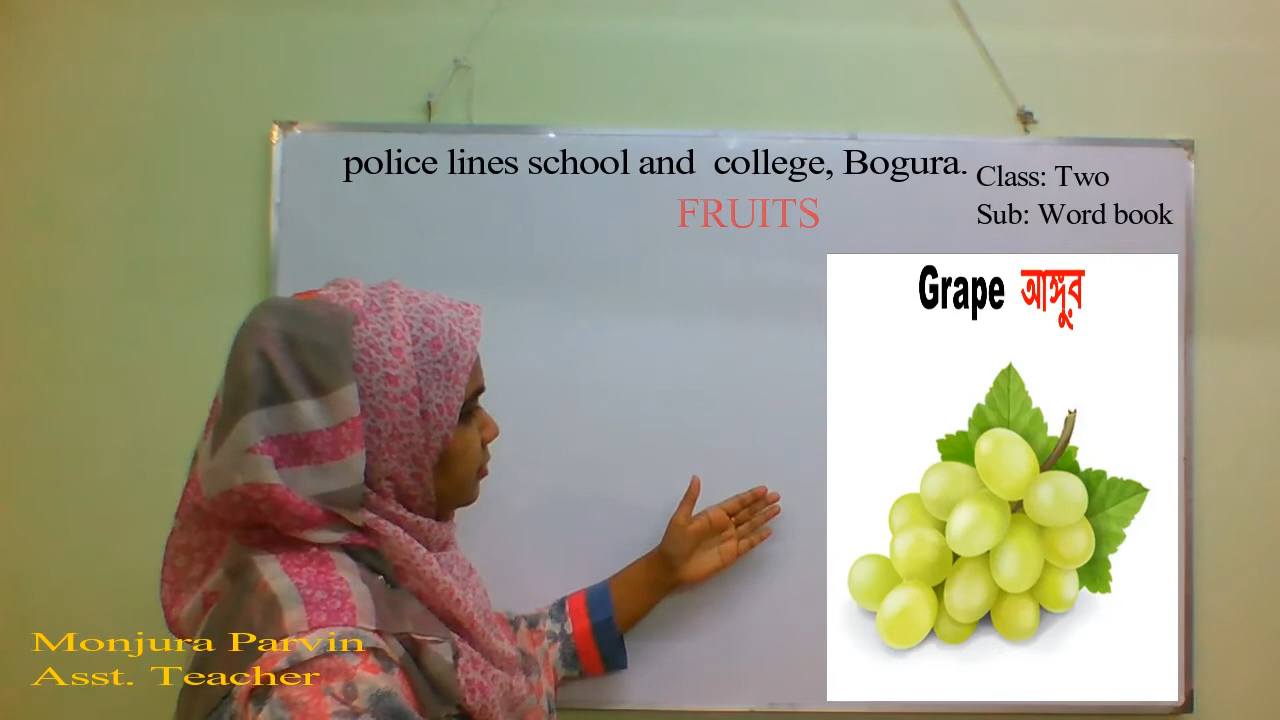 police lines school and college, Bogura.
Class: Two
FRUITS
Sub: Word book
Grape আঙ্গুর
Monjura Parvin
Asst. Teacher